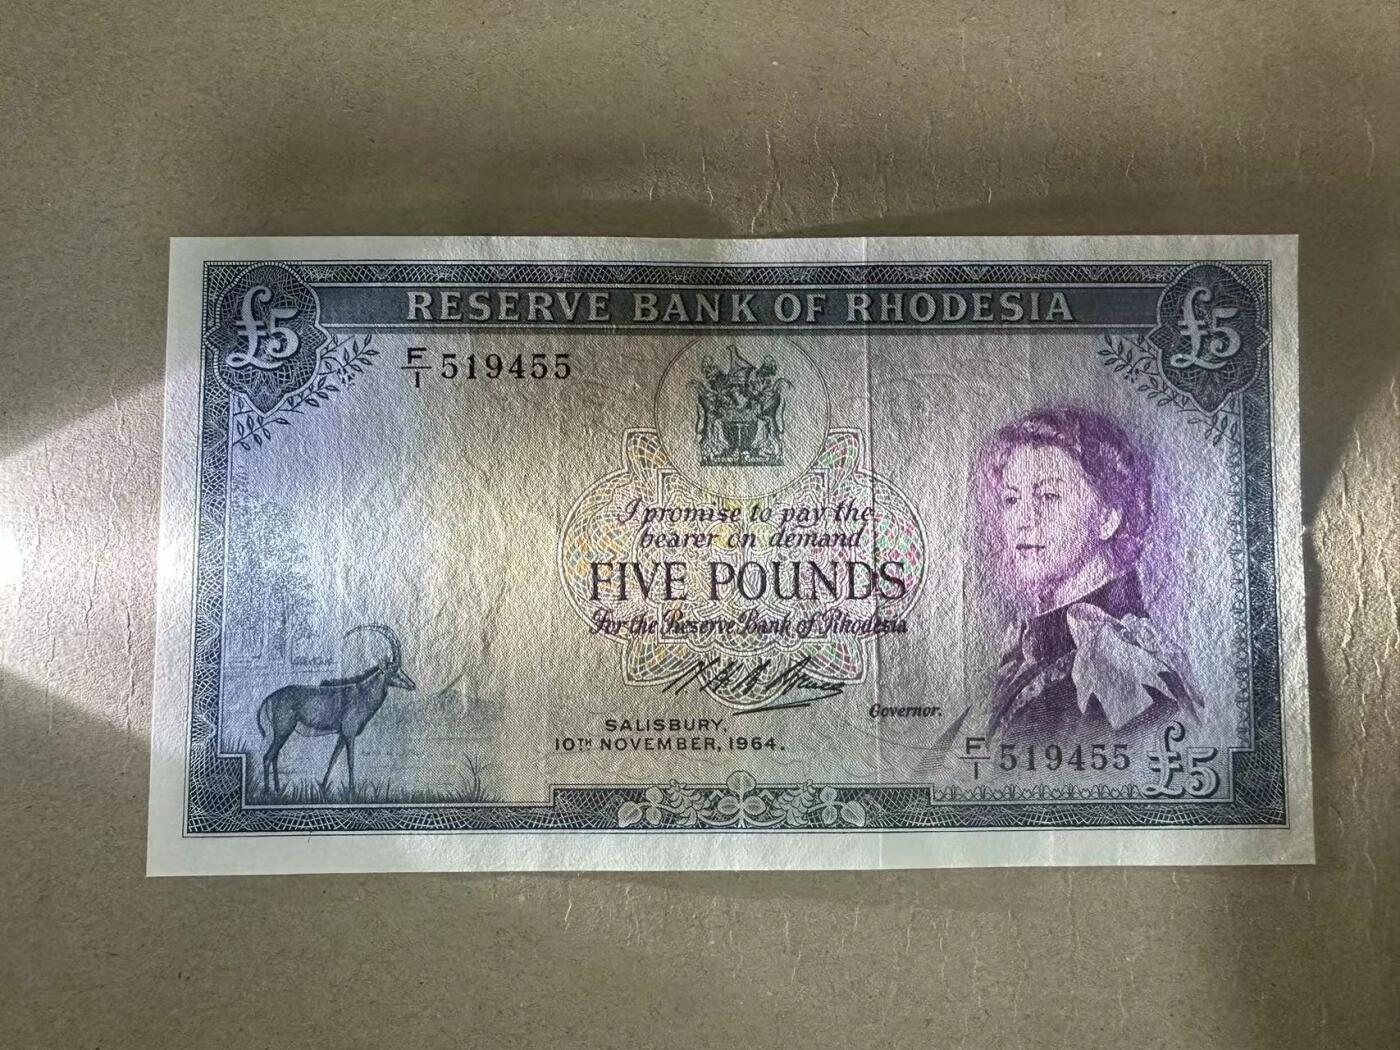 £5 RESERVE BANK OF RHODESIA £5
F/1 519455
I promise to pay the
bearer on demand
FIVE POUNDS
For the Reserve Bank of Rhodesia
Governor.
SALISBURY,
10TH NOVEMBER, 1964.
F/1 519455 £5